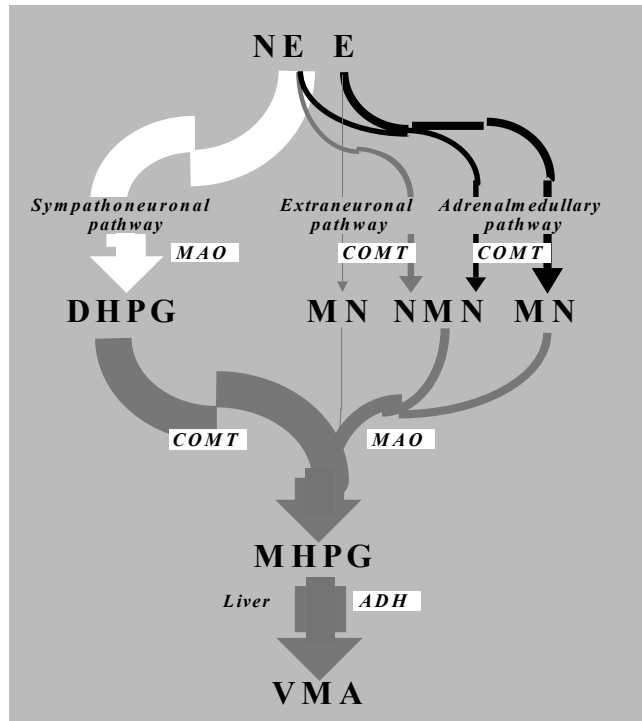 NE E
Sympathoneuronal pathway
Extraneuronal pathway
Adrenalmedullary pathway
MAO
COMT
COMT
DHPG
MN
NMN
MN
COMT
MAO
MHPG
Liver
ADH
VMA